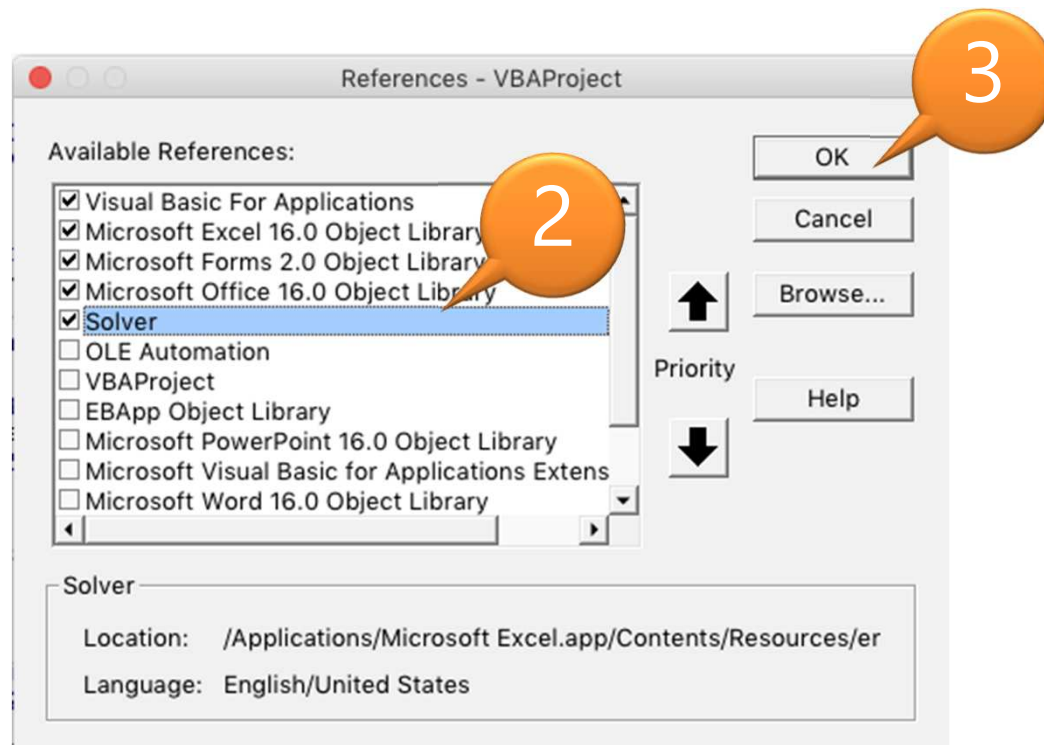 3
References - VBAProject
Available References:
OK
2
Visual Basic For Applications
Microsoft Excel 16.0 Object Library
Microsoft Forms 2.0 Object Library
Microsoft Office 16.0 Object Library
Solver
OLE Automation
VBAProject
EBApp Object Library
Microsoft PowerPoint 16.0 Object Library
Microsoft Visual Basic for Applications Extens
Microsoft Word 16.0 Object Library
Cancel
Browse...
Priority
Help
Solver
Location: /Applications/Microsoft Excel.app/Contents/Resources/er
Language: English/United States